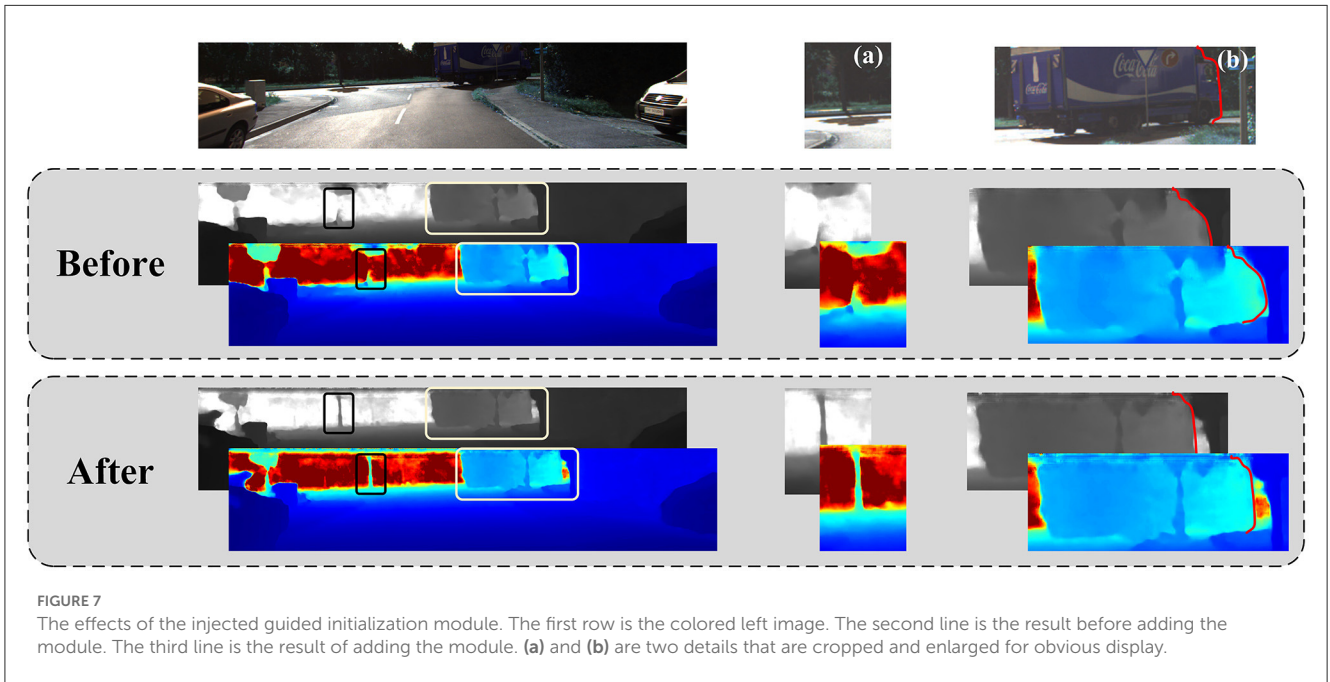 (a)
(b)
Coca-Cola
Coca-Cola
Before
After
FIGURE 7
The effects of the injected guided initialization module. The first row is the colored left image. The second line is the result before adding the
module. The third line is the result of adding the module. (a) and (b) are two details that are cropped and enlarged for obvious display.